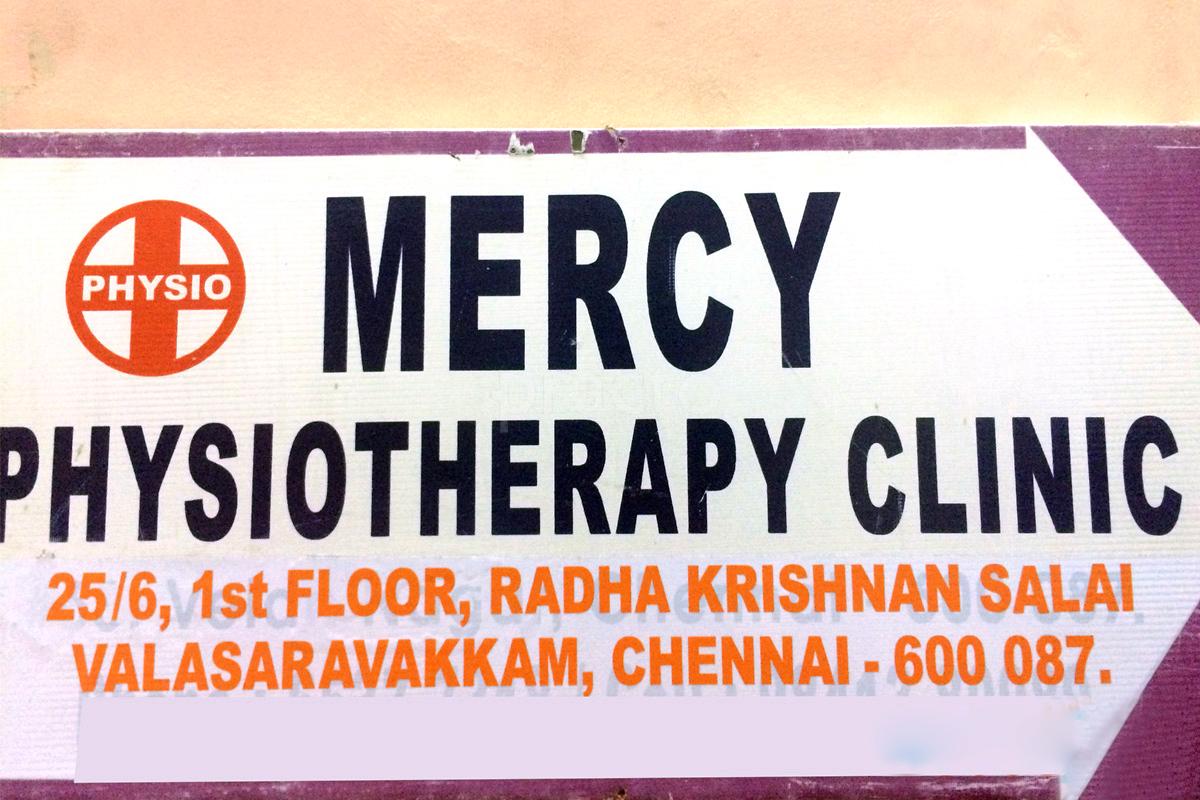 PHYSIO
MERCY
PHYSIOTHERAPY CLINIC
25/6, 1st FLOOR, RADHA KRISHNAN SALAI
VALASARAVAKKAM, CHENNAI - 600 087.